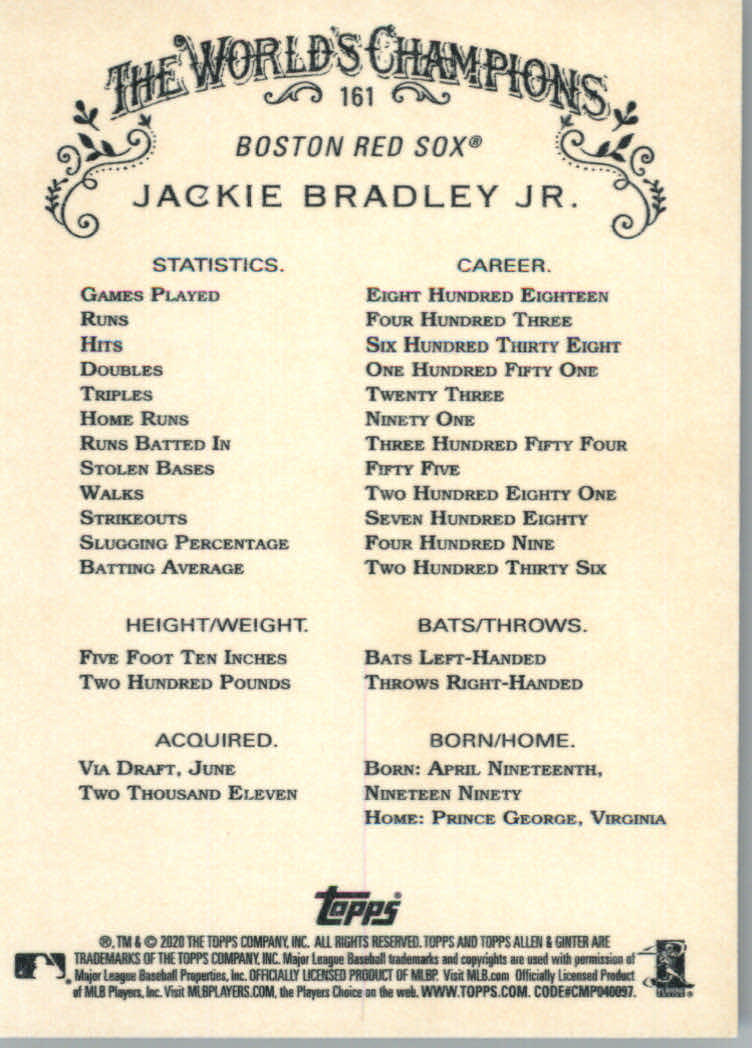 THE WORLD'S CHAMPIONS
161
BOSTON RED SOX®
JACKIE BRADLEY JR.
STATISTICS. CAREER.
GAMES PLAYED EIGHT HUNDRED EIGHTEEN
RUNS FOUR HUNDRED THREE
HITS SIX HUNDRED THIRTY EIGHT
DOUBLES ONE HUNDRED FIFTY ONE
TRIPLES TWENTY THREE
HOME RUNS NINETY ONE
RUNS BATTED IN THREE HUNDRED FIFTY FOUR
STOLEN BASES FIFTY FIVE
WALKS TWO HUNDRED EIGHTY ONE
STRIKEOUTS SEVEN HUNDRED EIGHTY
SLUGGING PERCENTAGE FOUR HUNDRED NINE
BATTING AVERAGE TWO HUNDRED THIRTY SIX
HEIGHT/WEIGHT. BATS/THROWS.
FIVE FOOT TEN INCHES BATS LEFT-HANDED
TWO HUNDRED POUNDS THROWS RIGHT-HANDED
ACQUIRED. BORN/HOME.
VIA DRAFT, JUNE BORN: APRIL NINETEENTH,
TWO THOUSAND ELEVEN NINETEEN NINETY
HOME: PRINCE GEORGE, VIRGINIA
topps®
®, TM & © 2020 THE TOPPS COMPANY, INC. ALL RIGHTS RESERVED. TOPPS AND TOPPS ALLEN & GINTER ARE
TRADEMARKS OF THE TOPPS COMPANY, INC. Major League Baseball trademarks and copyrights are used with permission of
Major League Baseball Properties, Inc. OFFICIALLY LICENSED PRODUCT OF MLBP. Visit MLB.com Officially Licensed Product
of MLB Players, Inc. Visit MLBPLAYERS.COM, the Players Choice on the web. WWW.TOPPS.COM. CODE#CMP040097.